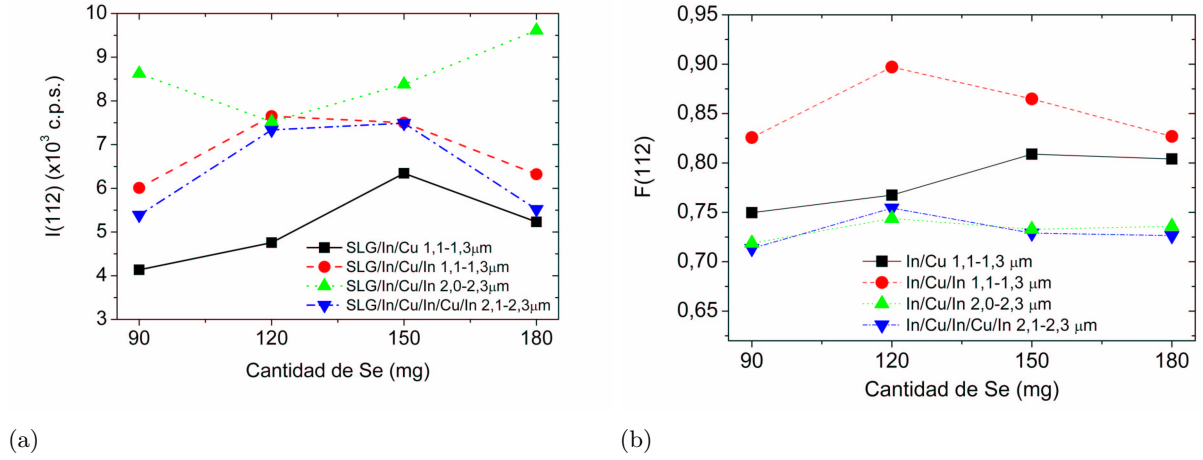 I(112) (x10³ c.p.s.)
10
9
8
7
6
5
4
3
SLG/In/Cu 1,1-1,3μm
SLG/In/Cu/In 1,1-1,3μm
SLG/In/Cu/In 2,0-2,3μm
SLG/In/Cu/In/Cu/In 2,1-2,3μm
90 120 150 180
Cantidad de Se (mg)
(a)
F(112)
0,95
0,90
0,85
0,80
0,75
0,70
0,65
In/Cu 1,1-1,3 μm
In/Cu/In 1,1-1,3 μm
In/Cu/In 2,0-2,3 μm
In/Cu/In/Cu/In 2,1-2,3 μm
90 120 150 180
Cantidad de Se (mg)
(b)